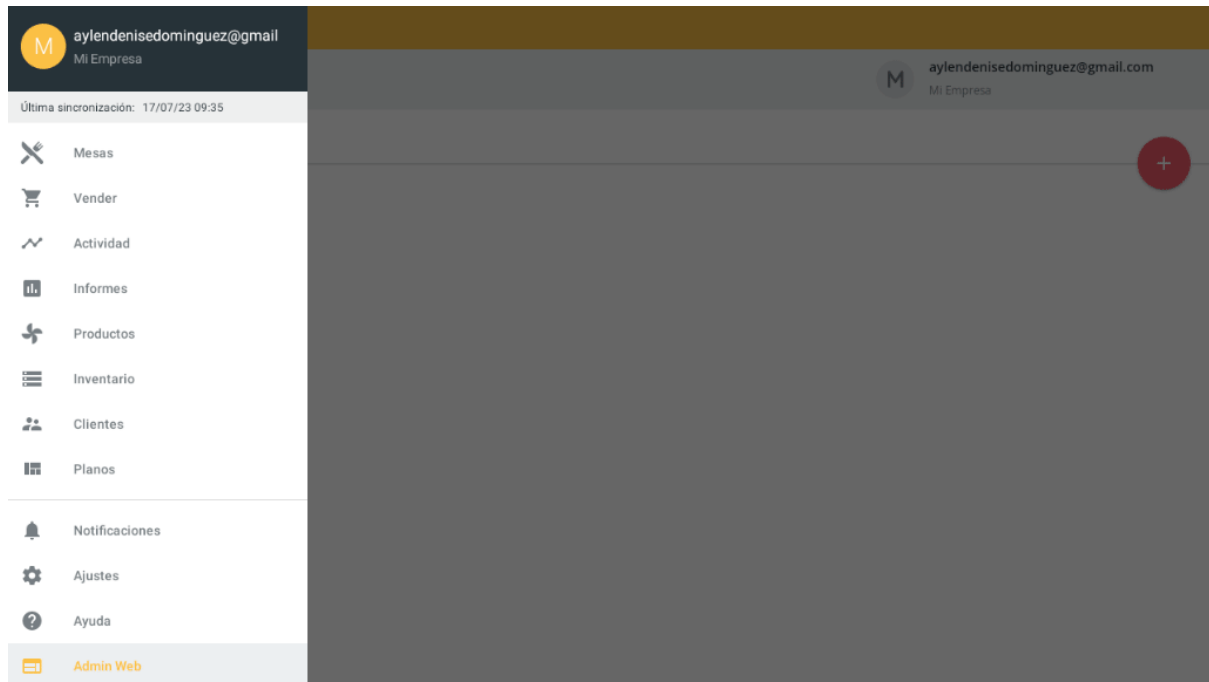 M
aylendenisedominguez@gmail
Mi Empresa
Última sincronización: 17/07/23 09:35
Mesas
Vender
Actividad
Informes
Productos
Inventario
Clientes
Planos
Notificaciones
Ajustes
Ayuda
Admin Web
M
aylendenisedominguez@gmail.com
Mi Empresa
+